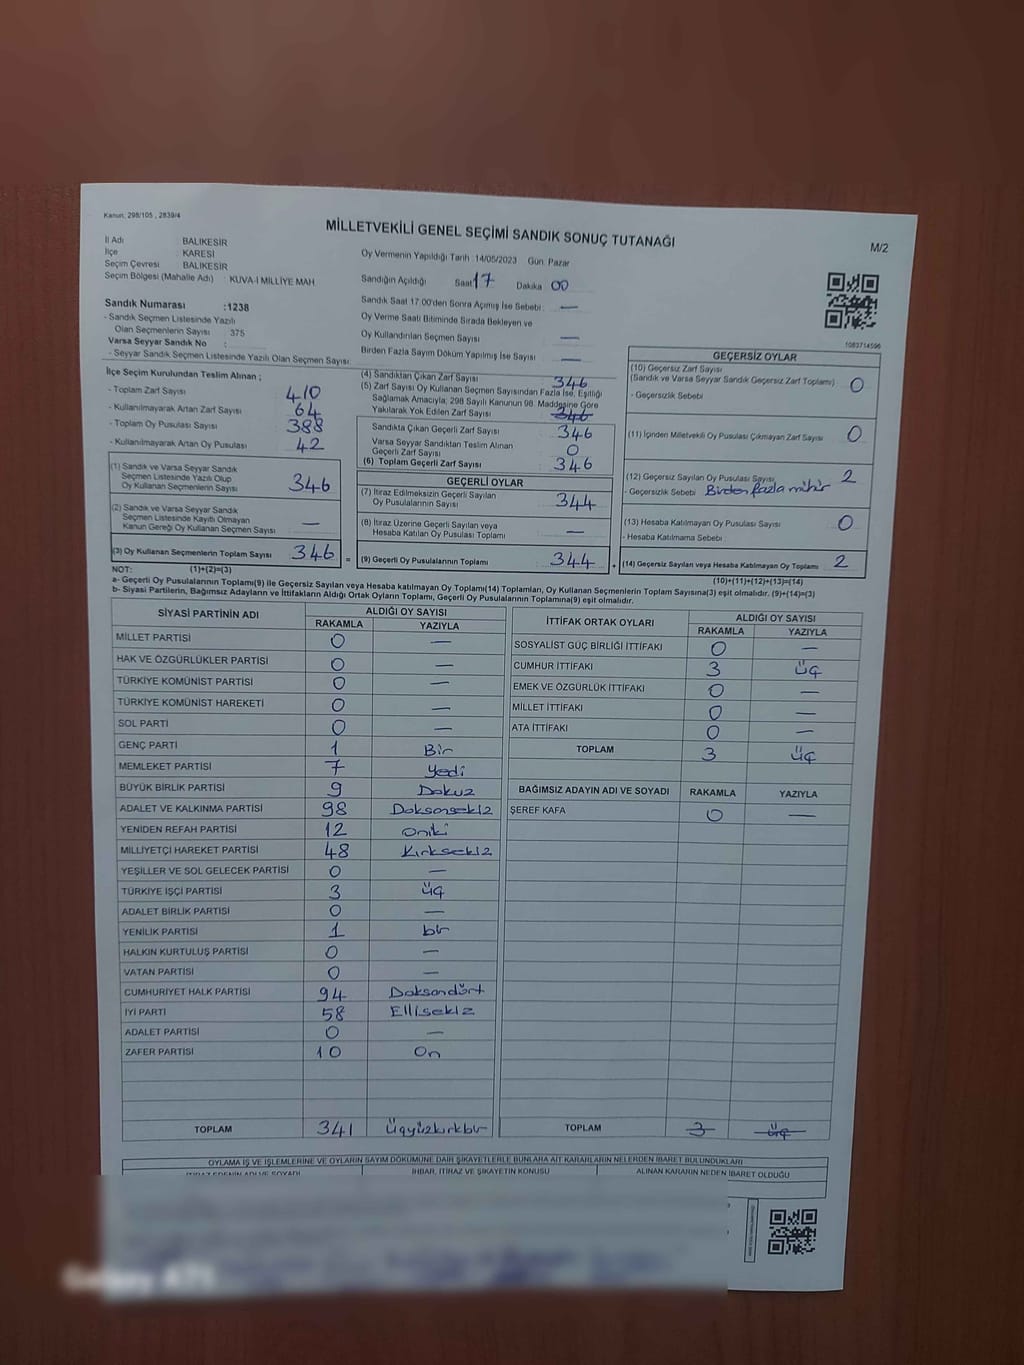 Kanun: 298/105 , 2839/4
MİLLETVEKİLİ GENEL SEÇİMİ SANDIK SONUÇ TUTANAĞI
M/2
İl Adı BALIKESİR
İlçe : KARESİ
Seçim Çevresi : BALIKESİR
Seçim Bölgesi (Mahalle Adı) : KUVA-İ MİLLİYE MAH
Sandık Numarası :1238
- Sandık Seçmen Listesinde Yazılı
Olan Seçmenlerin Sayısı : 375
Varsa Seyyar Sandık No :
- Seyyar Sandık Seçmen Listesinde Yazılı Olan Seçmen Sayısı:
Oy Vermenin Yapıldığı Tarih :14/05/2023 Gün: Pazar
Sandığın Açıldığı Saat 17 Dakika 00
Sandık Saat 17.00'den Sonra Açılmış İse Sebebi : —
Oy Verme Saati Bitiminde Sırada Bekleyen ve
Oy Kullandırılan Seçmen Sayısı : —
Birden Fazla Sayım Döküm Yapılmış İse Sayısı : —
1083714596
İlçe Seçim Kurulundan Teslim Alınan ;
- Toplam Zarf Sayısı : 410
- Kullanılmayarak Artan Zarf Sayısı : 64
- Toplam Oy Pusulası Sayısı : 388
- Kullanılmayarak Artan Oy Pusulası : 42
(1) Sandık ve Varsa Seyyar Sandık
Seçmen Listesinde Yazılı Olup
Oy Kullanan Seçmenlerin Sayısı 346
(2) Sandık ve Varsa Seyyar Sandık
Seçmen Listesinde Kayıtlı Olmayan
Kanun Gereği Oy Kullanan Seçmen Sayısı —
(3) Oy Kullanan Seçmenlerin Toplam Sayısı 346 =
(4) Sandıktan Çıkan Zarf Sayısı : 346
(5) Zarf Sayısı Oy Kullanan Seçmen Sayısından Fazla İse, Eşitliği
Sağlamak Amacıyla; 298 Sayılı Kanunun 98. Maddesine Göre
Yakılarak Yok Edilen Zarf Sayısı : 346
Sandıkta Çıkan Geçerli Zarf Sayısı : 346
Varsa Seyyar Sandıktan Teslim Alınan
Geçerli Zarf Sayısı : 0
(6) Toplam Geçerli Zarf Sayısı : 346
GEÇERLİ OYLAR
(7) İtiraz Edilmeksizin Geçerli Sayılan
Oy Pusulalarının Sayısı : 344
(8) İtiraz Üzerine Geçerli Sayılan veya
Hesaba Katılan Oy Pusulası Toplamı : —
(9) Geçerli Oy Pusulalarının Toplamı : 344 +
GEÇERSİZ OYLAR
(10) Geçersiz Zarf Sayısı
(Sandık ve Varsa Seyyar Sandık Geçersiz Zarf Toplamı) : 0
- Geçersizlik Sebebi :
(11) İçinden Milletvekili Oy Pusulası Çıkmayan Zarf Sayısı : 0
(12) Geçersiz Sayılan Oy Pusulası Sayısı : 2
- Geçersizlik Sebebi : Birden fazla mühür
(13) Hesaba Katılmayan Oy Pusulası Sayısı : 0
- Hesaba Katılmama Sebebi :
(14) Geçersiz Sayılan veya Hesaba Katılmayan Oy Toplamı : 2
NOT: (1)+(2)=(3) (10)+(11)+(12)+(13)=(14)
a- Geçerli Oy Pusulalarının Toplamı(9) ile Geçersiz Sayılan veya Hesaba katılmayan Oy Toplamı(14) Toplamları, Oy Kullanan Seçmenlerin Toplam Sayısına(3) eşit olmalıdır. (9)+(14)=(3)
b- Siyasi Partilerin, Bağımsız Adayların ve İttifakların Aldığı Ortak Oyların Toplamı, Geçerli Oy Pusulalarının Toplamına(9) eşit olmalıdır.
SİYASİ PARTİNİN ADI ALDIĞI OY SAYISI
RAKAMLA YAZIYLA
MİLLET PARTİSİ 0 —
HAK VE ÖZGÜRLÜKLER PARTİSİ 0 —
TÜRKİYE KOMÜNİST PARTİSİ 0 —
TÜRKİYE KOMÜNİST HAREKETİ 0 —
SOL PARTİ 0 —
GENÇ PARTİ 1 Bir
MEMLEKET PARTİSİ 7 Yedi
BÜYÜK BİRLİK PARTİSİ 9 Dokuz
ADALET VE KALKINMA PARTİSİ 98 Doksansekiz
YENİDEN REFAH PARTİSİ 12 Oniki
MİLLİYETÇİ HAREKET PARTİSİ 48 Kırksekiz
YEŞİLLER VE SOL GELECEK PARTİSİ 0 —
TÜRKİYE İŞÇİ PARTİSİ 3 üç
ADALET BİRLİK PARTİSİ 0 —
YENİLİK PARTİSİ 1 bir
HALKIN KURTULUŞ PARTİSİ 0 —
VATAN PARTİSİ 0 —
CUMHURİYET HALK PARTİSİ 94 Doksandört
İYİ PARTİ 58 Ellisekiz
ADALET PARTİSİ 0 —
ZAFER PARTİSİ 10 On
TOPLAM 341 Üçyüzkırkbir
İTTİFAK ORTAK OYLARI ALDIĞI OY SAYISI
RAKAMLA YAZIYLA
SOSYALİST GÜÇ BİRLİĞİ İTTİFAKI 0 —
CUMHUR İTTİFAKI 3 üç
EMEK VE ÖZGÜRLÜK İTTİFAKI 0 —
MİLLET İTTİFAKI 0 —
ATA İTTİFAKI 0 —
TOPLAM 3 üç
BAĞIMSIZ ADAYIN ADI VE SOYADI RAKAMLA YAZIYLA
ŞEREF KAFA 0 —
TOPLAM 3 üç
OYLAMA İŞ VE İŞLEMLERİNE VE OYLARIN SAYIM DÖKÜMÜNE DAİR ŞİKAYETLERLE BUNLARA AİT KARARLARIN NELERDEN İBARET BULUNDUKLARI
İTİRAZ EDENİN ADI VE SOYADI İHBAR, İTİRAZ VE ŞİKAYETİN KONUSU ALINAN KARARIN NEDEN İBARET OLDUĞU